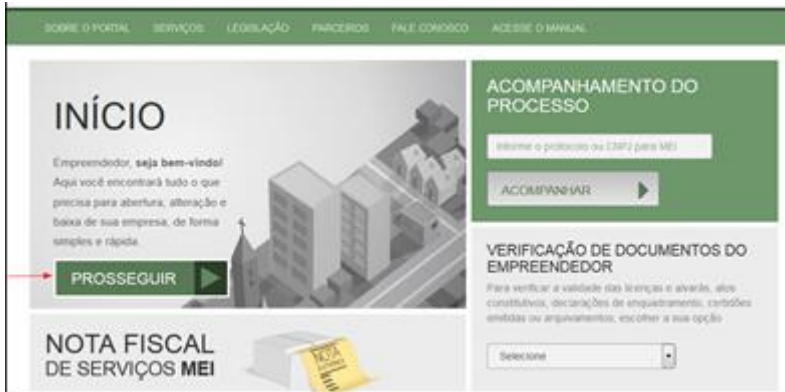 SOBRE O PORTAL SERVIÇOS LEGISLAÇÃO PARCEIROS FALE CONOSCO ACESSE O MANUAL
INÍCIO
Empreendedor, seja bem-vindo!
Aqui você encontrará tudo o que
precisa para abertura, alteração e
baixa de sua empresa, de forma
simples e rápida.
PROSSEGUIR
NOTA FISCAL
DE SERVIÇOS MEI
NOTA
ACOMPANHAMENTO DO
PROCESSO
Informe o protocolo ou CNPJ para MEI
ACOMPANHAR
VERIFICAÇÃO DE DOCUMENTOS DO
EMPREENDEDOR
Para verificar a validade das licenças e alvarás, atos
constitutivos, declarações de enquadramento, certidões
emitidas ou arquivamentos, escolher a sua opção
Selecione